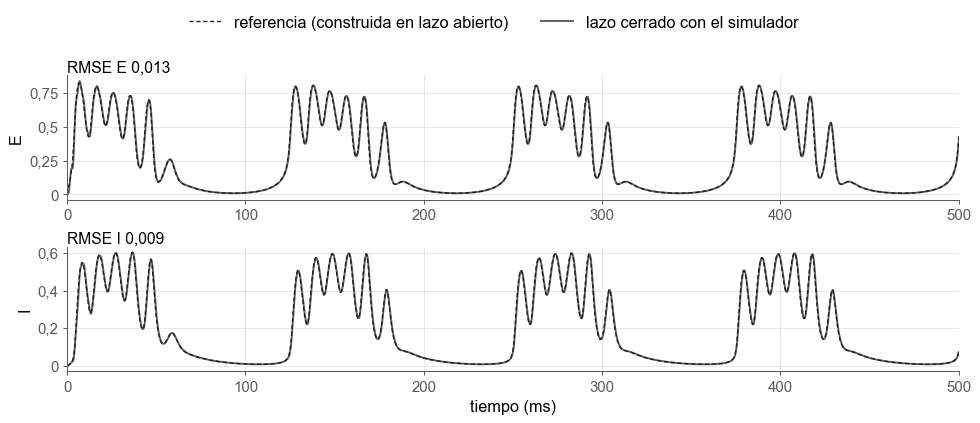 referencia (construida en lazo abierto) lazo cerrado con el simulador
RMSE E 0,013
0,75
0,5
0,25
0
E
0 100 200 300 400 500
RMSE I 0,009
0,6
0,4
0,2
0
I
0 100 200 300 400 500
tiempo (ms)